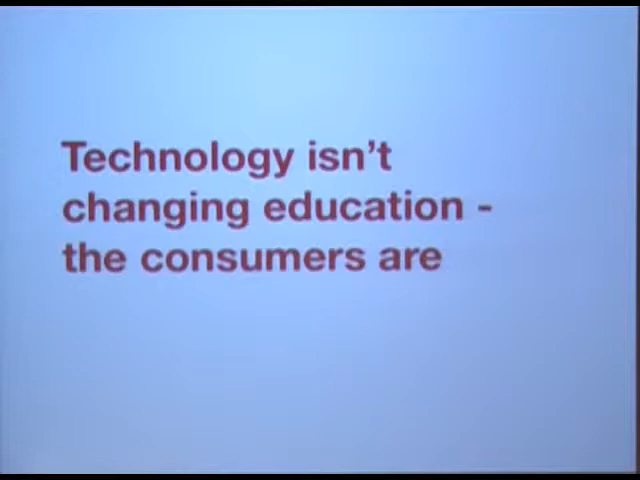 Technology isn't
changing education -
the consumers are